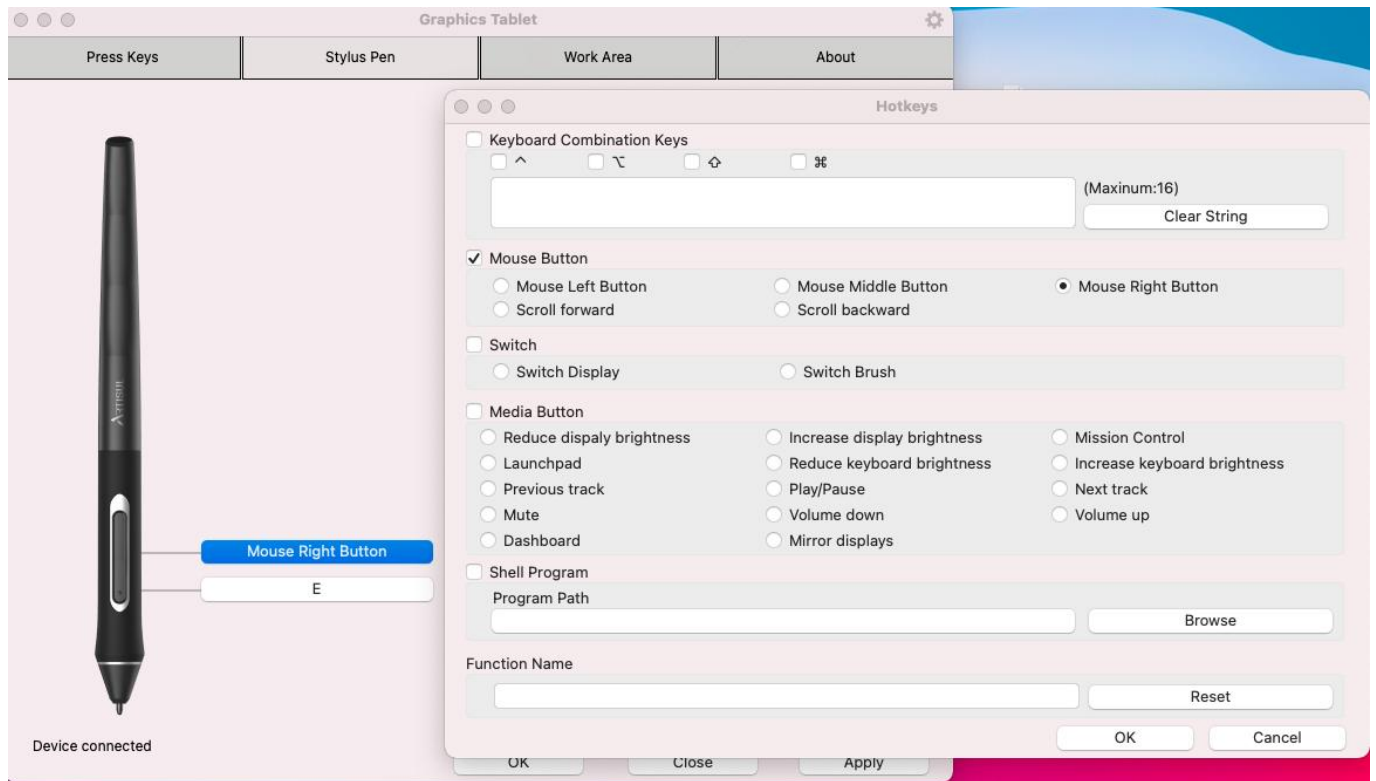 Graphics Tablet
Press Keys
Stylus Pen
Work Area
About
Hotkeys
Keyboard Combination Keys
^ ⌥ ⇧ ⌘
(Maxinum:16)
Clear String
Mouse Button
Mouse Left Button Mouse Middle Button Mouse Right Button
Scroll forward Scroll backward
Switch
Switch Display Switch Brush
Media Button
Reduce dispaly brightness Increase display brightness Mission Control
Launchpad Reduce keyboard brightness Increase keyboard brightness
Previous track Play/Pause Next track
Mute Volume down Volume up
Dashboard Mirror displays
Shell Program
Program Path
Browse
Function Name
Reset
OK Cancel
ARTISUL
Mouse Right Button
E
Device connected
OK Close Apply